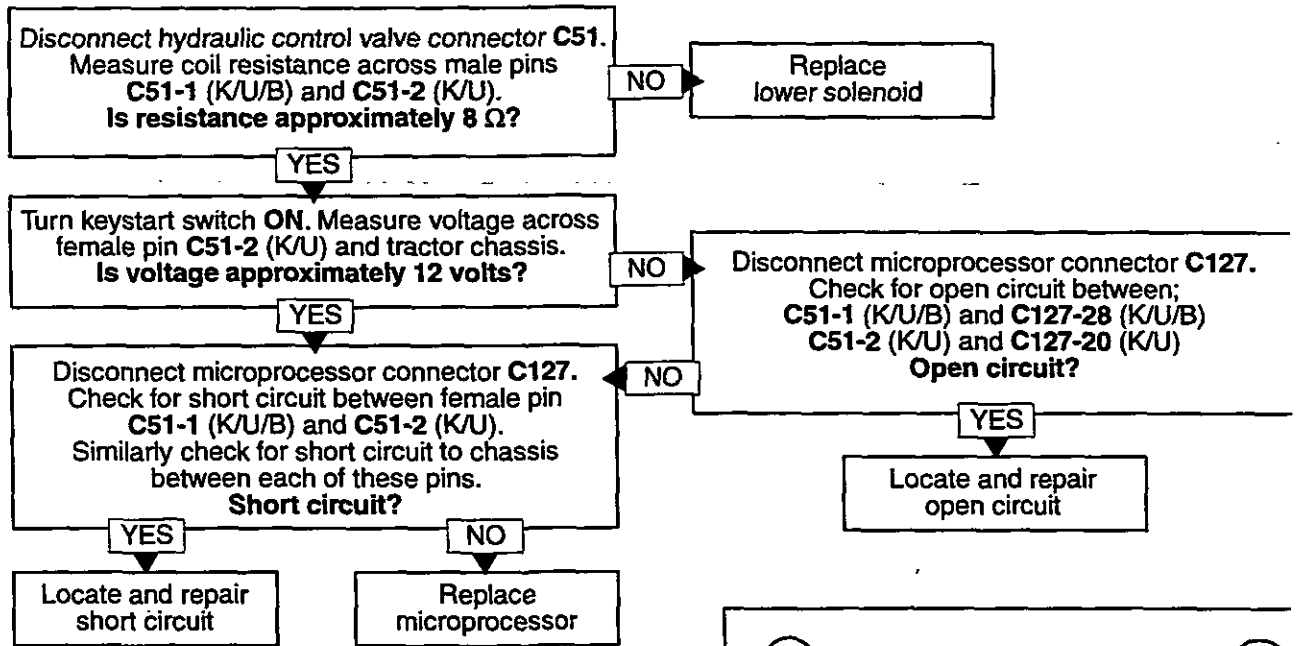 Disconnect hydraulic control valve connector C51.
Measure coil resistance across male pins
C51-1 (K/U/B) and C51-2 (K/U).
Is resistance approximately 8 Ω?
NO
Replace
lower solenoid
YES
Turn keystart switch ON. Measure voltage across
female pin C51-2 (K/U) and tractor chassis.
Is voltage approximately 12 volts?
NO
Disconnect microprocessor connector C127.
Check for open circuit between;
C51-1 (K/U/B) and C127-28 (K/U/B)
C51-2 (K/U) and C127-20 (K/U)
Open circuit?
YES
NO
Disconnect microprocessor connector C127.
Check for short circuit between female pin
C51-1 (K/U/B) and C51-2 (K/U).
Similarly check for short circuit to chassis
between each of these pins.
Short circuit?
YES
Locate and repair
open circuit
YES
NO
Locate and repair
short circuit
Replace
microprocessor